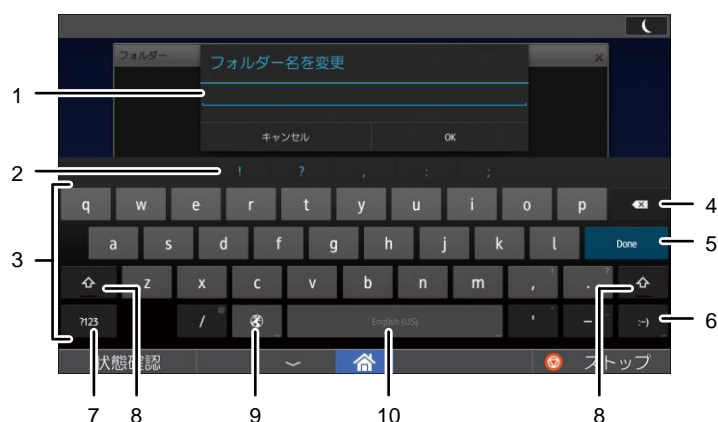 フォルダー
フォルダー名を変更
×
1
キャンセル OK
2 ! ? , : ;
q w e r t y u i o p 4
3 a s d f g h j k l Done 5
z x c v b n m , ! . ?
?123 / @ English (US) ' " - _ :-) 6
状態確認 ストップ
7 8 9 10 8